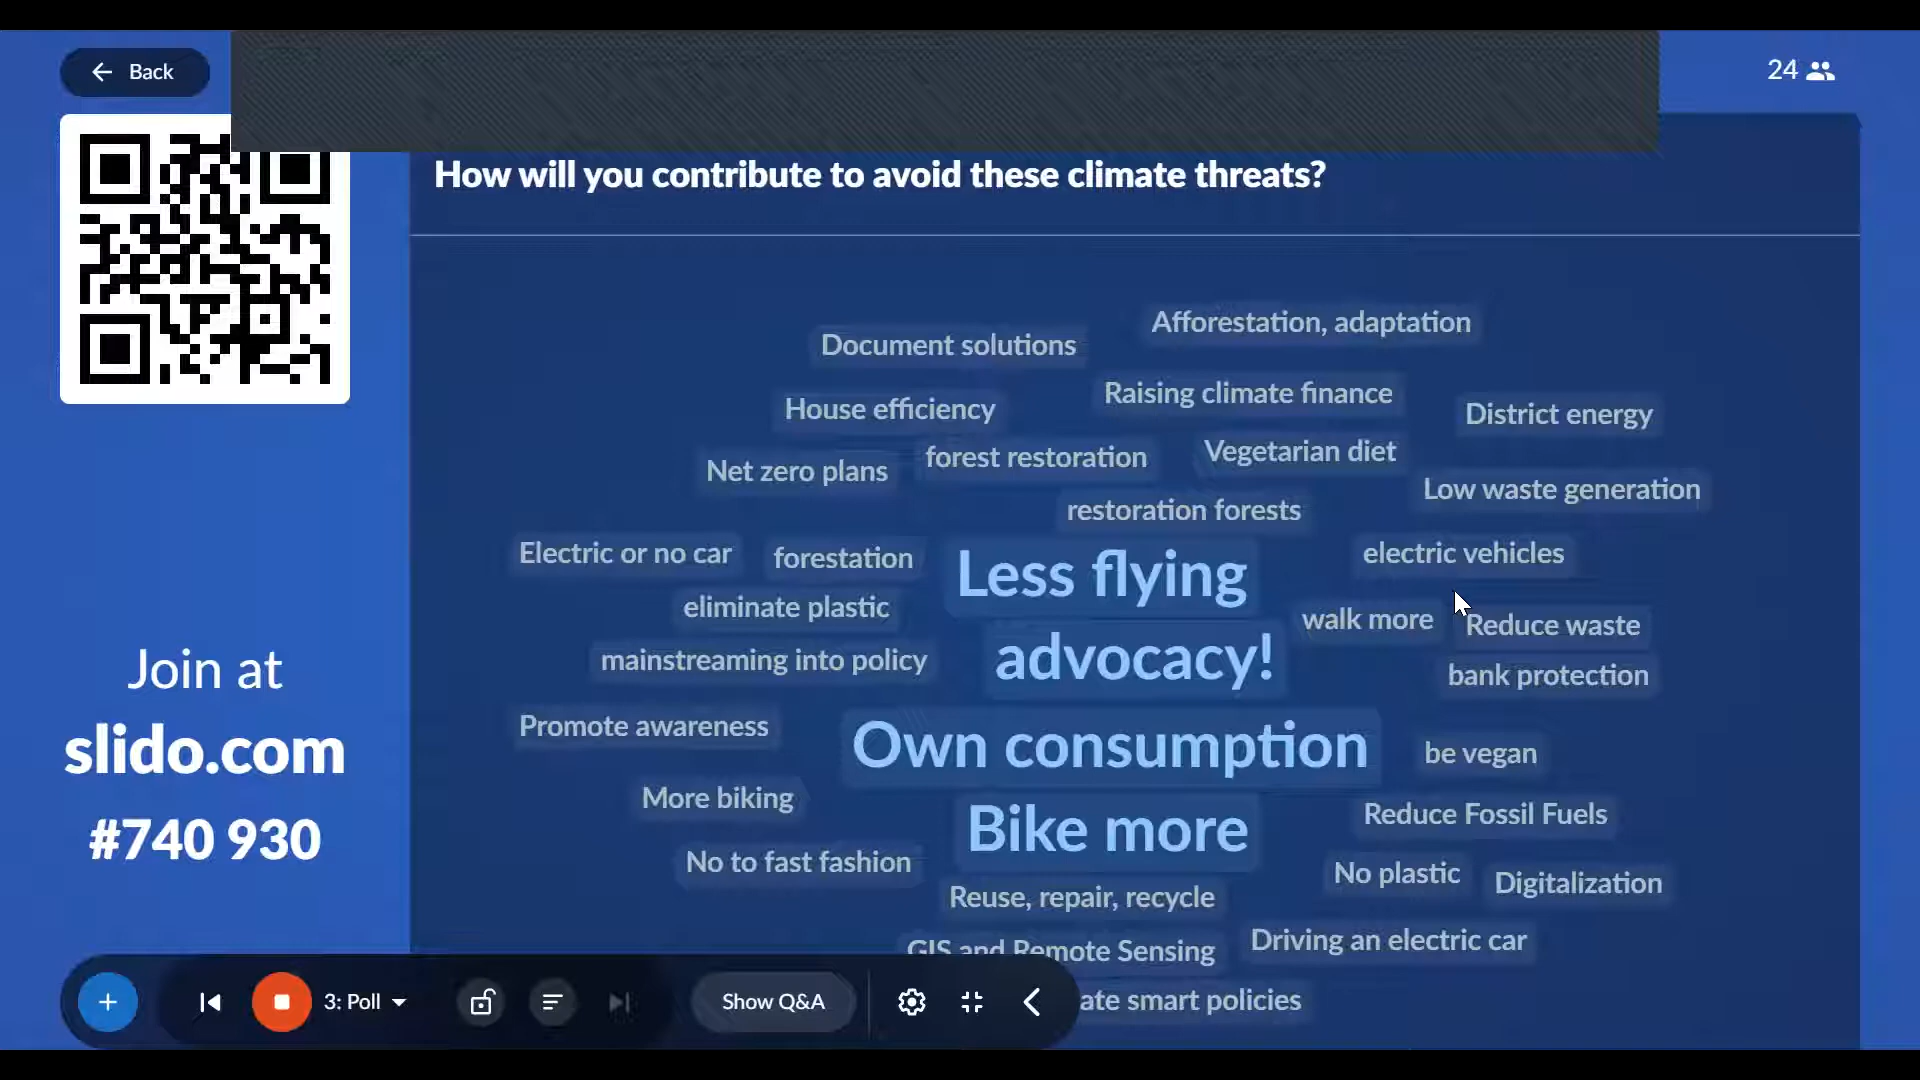 Back
24
How will you contribute to avoid these climate threats?
Afforestation, adaptation
Document solutions
Raising climate finance
House efficiency
District energy
Vegetarian diet
forest restoration
Net zero plans
Low waste generation
restoration forests
Electric or no car
forestation
Less flying
electric vehicles
eliminate plastic
walk more
Reduce waste
mainstreaming into policy
advocacy!
bank protection
Promote awareness
Own consumption
be vegan
More biking
Bike more
Reduce Fossil Fuels
No to fast fashion
No plastic
Digitalization
Reuse, repair, recycle
GIS and Remote Sensing
Driving an electric car
ate smart policies
Join at
slido.com
#740 930
3: Poll
Show Q&A